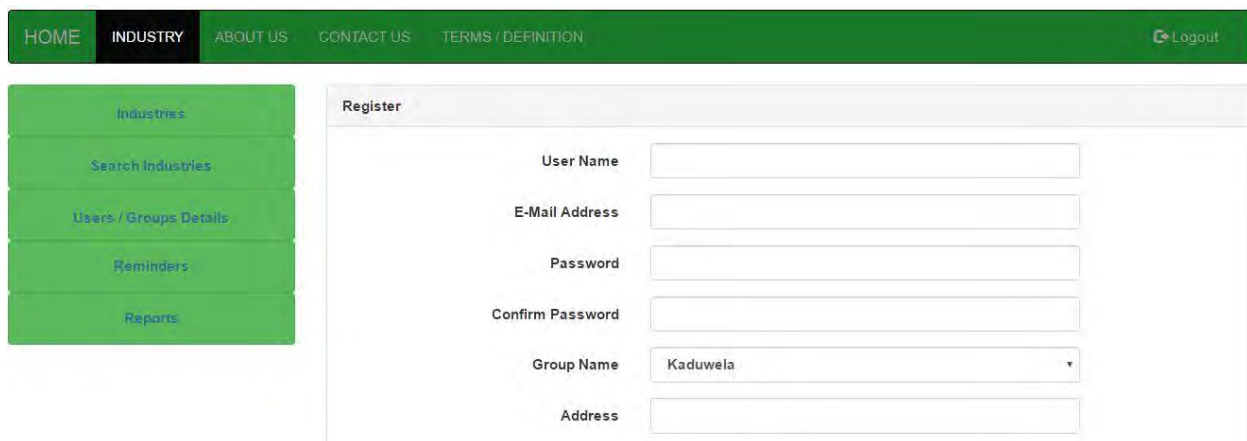 HOME INDUSTRY ABOUT US CONTACT US TERMS / DEFINITION Logout
Industries
Search Industries
Users / Groups Details
Reminders
Reports
Register
User Name
E-Mail Address
Password
Confirm Password
Group Name Kaduwela
Address